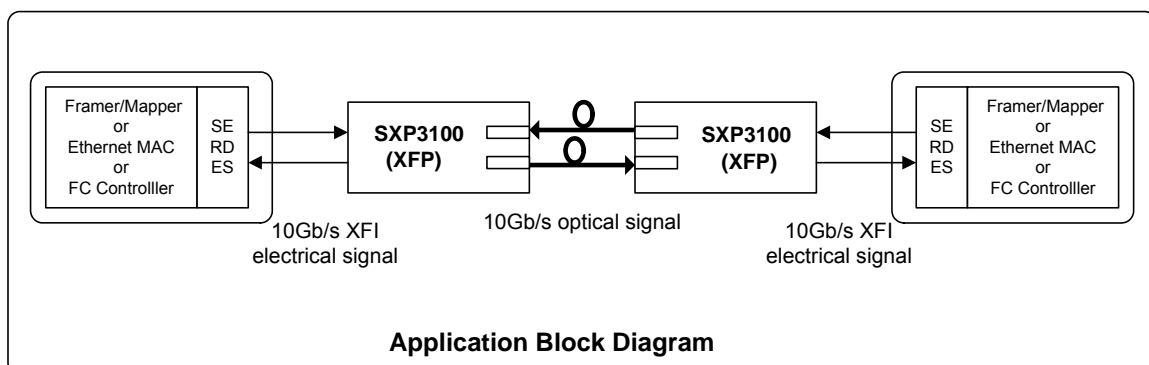 Framer/Mapper
or
Ethernet MAC
or
FC Controlller
SE
RD
ES
SXP3100
(XFP)
SXP3100
(XFP)
SE
RD
ES
Framer/Mapper
or
Ethernet MAC
or
FC Controlller
10Gb/s XFI
electrical signal
10Gb/s optical signal
10Gb/s XFI
electrical signal
Application Block Diagram